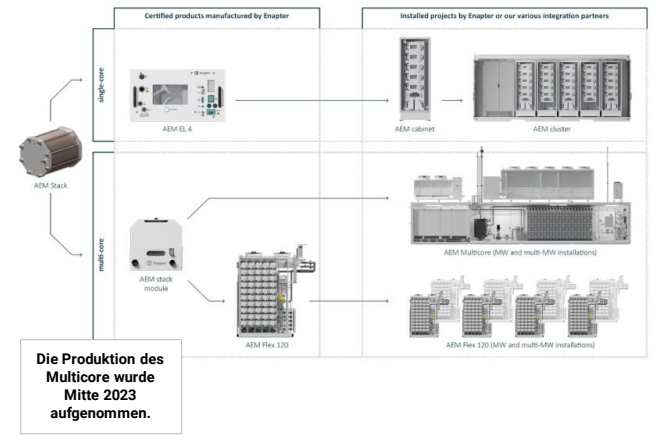 Certified products manufactured by Enapter
Installed projects by Enapter or our various integration partners
single-core
AEM EL 4
AEM cabinet
AEM cluster
AEM Stack
multi-core
Enapter
AEM stack
module
AEM Multicore (MW and multi-MW installations)
AEM Flex 120
AEM Flex 120 (MW and multi-MW installations)
Die Produktion des
Multicore wurde
Mitte 2023
aufgenommen.